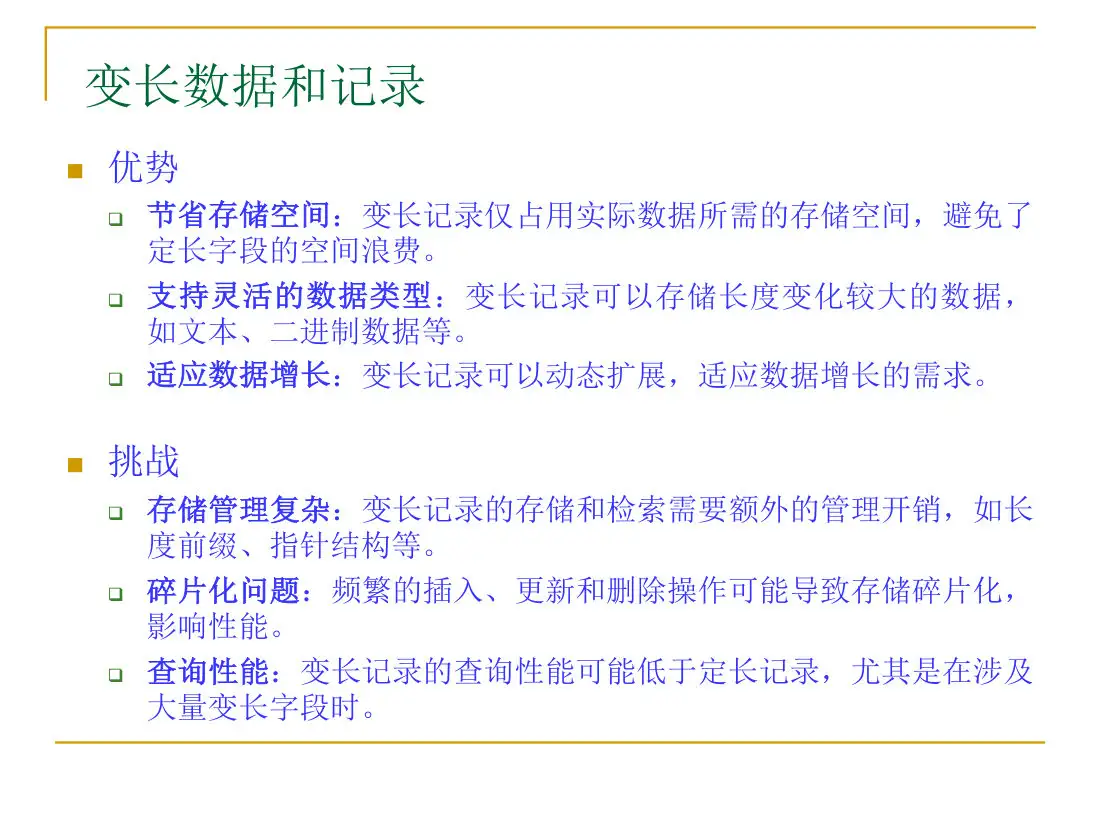 变长数据和记录
优势
节省存储空间：变长记录仅占用实际数据所需的存储空间，避免了
定长字段的空间浪费。
支持灵活的数据类型：变长记录可以存储长度变化较大的数据，
如文本、二进制数据等。
适应数据增长：变长记录可以动态扩展，适应数据增长的需求。
挑战
存储管理复杂：变长记录的存储和检索需要额外的管理开销，如长
度前缀、指针结构等。
碎片化问题：频繁的插入、更新和删除操作可能导致存储碎片化，
影响性能。
查询性能：变长记录的查询性能可能低于定长记录，尤其是在涉及
大量变长字段时。